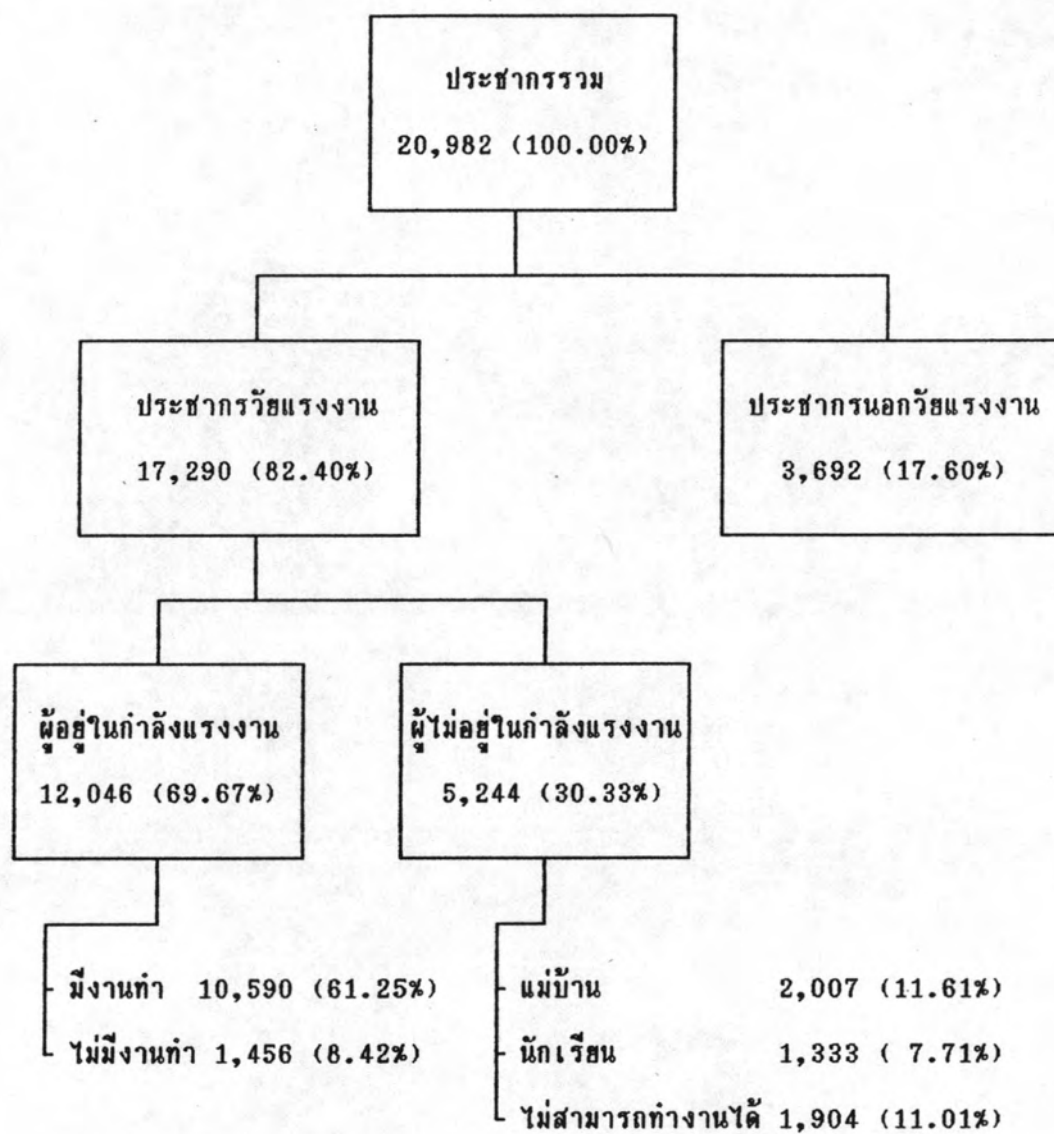 ประชากรรวม
20,982 (100.00%)
ประชากรวัยแรงงาน
17,290 (82.40%)
ประชากรนอกวัยแรงงาน
3,692 (17.60%)
ผู้อยู่ในกำลังแรงงาน
12,046 (69.67%)
ผู้ไม่อยู่ในกำลังแรงงาน
5,244 (30.33%)
มีงานทำ 10,590 (61.25%)
ไม่มีงานทำ 1,456 (8.42%)
แม่บ้าน 2,007 (11.61%)
นักเรียน 1,333 ( 7.71%)
ไม่สามารถทำงานได้ 1,904 (11.01%)